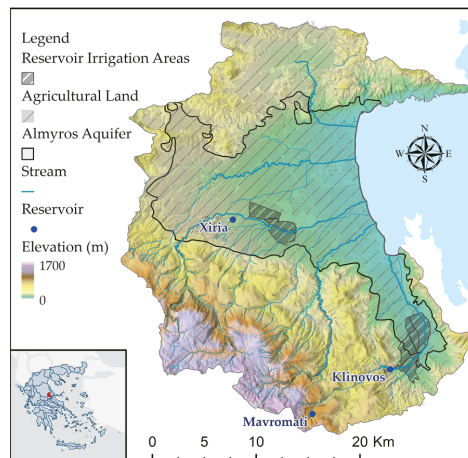 Legend
Reservoir Irrigation Areas
Agricultural Land
Almyros Aquifer
Stream
Reservoir
Elevation (m)
1700
0
N
W
E
S
Xiria
Klinovos
Mavromati
0 5 10 20 Km